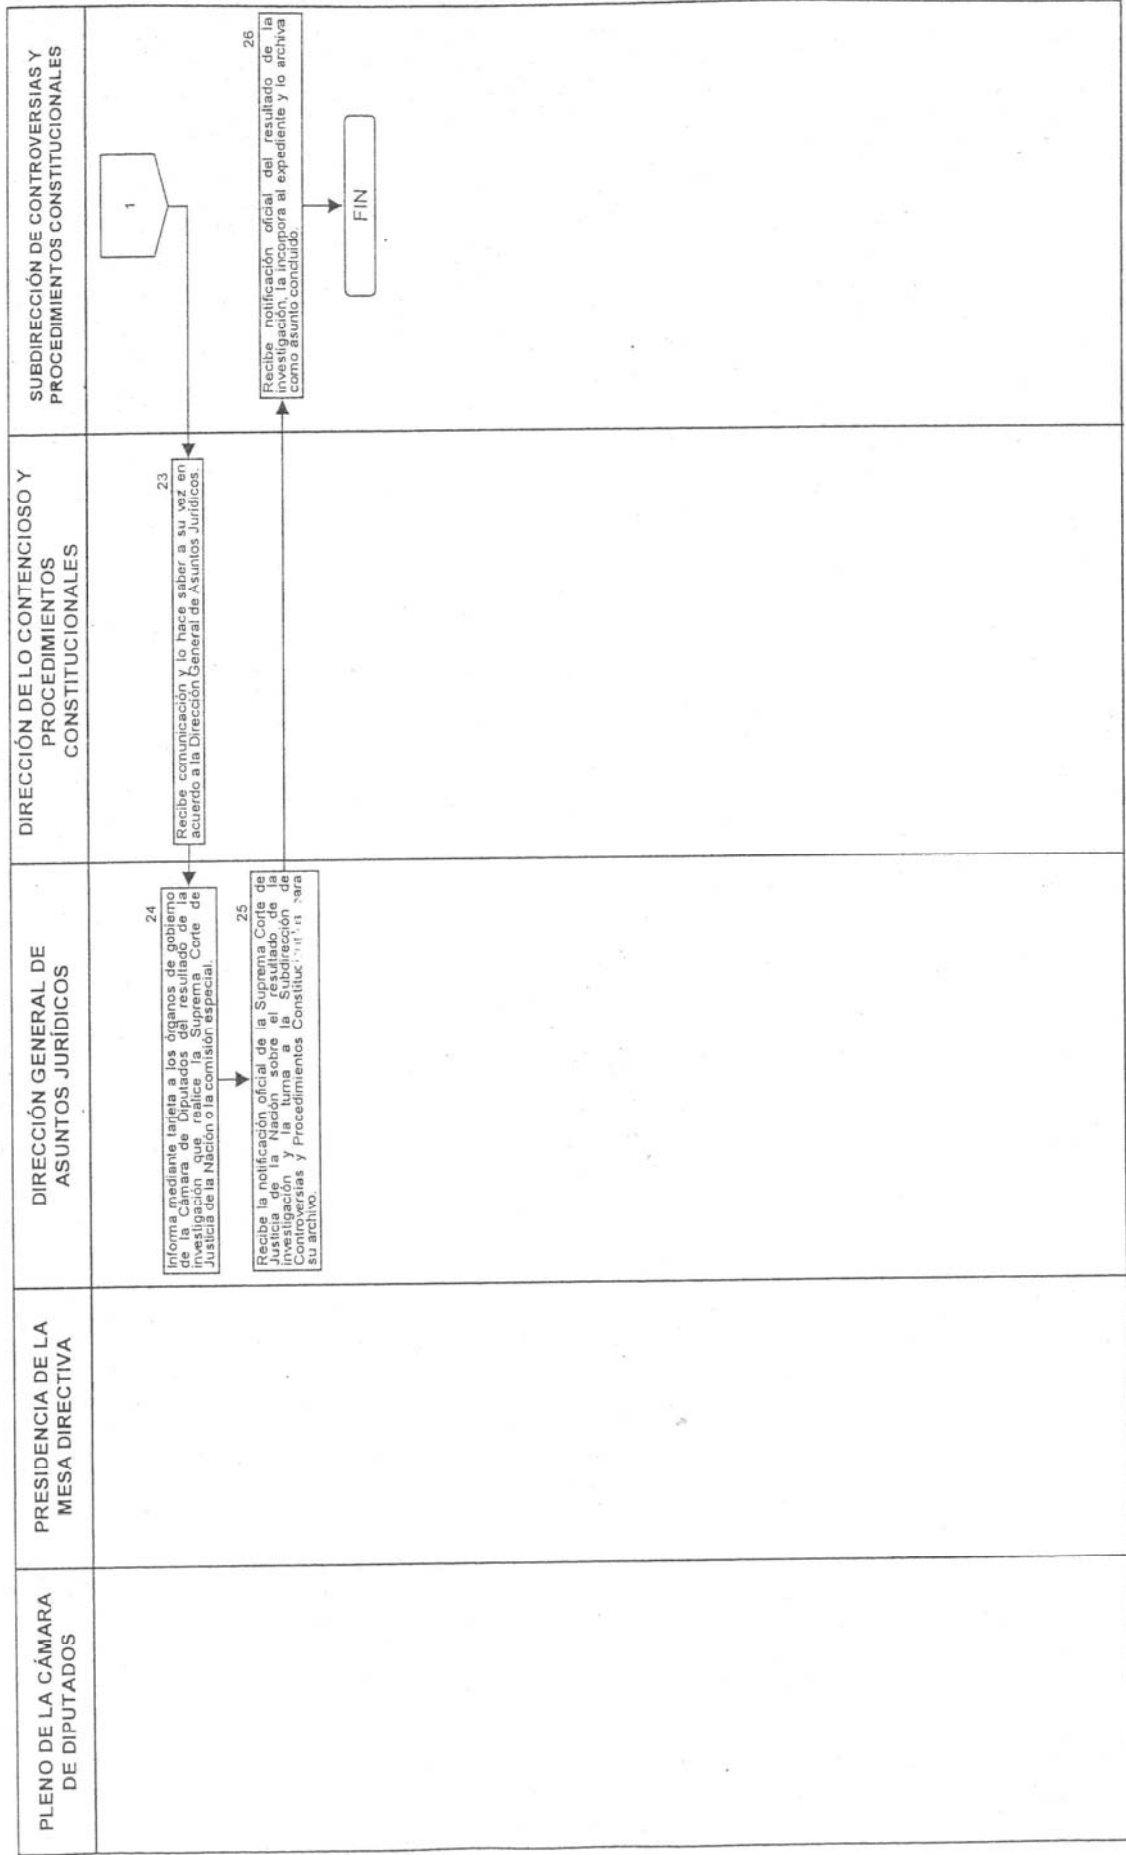 PLENO DE LA CÁMARA
DE DIPUTADOS
PRESIDENCIA DE LA
MESA DIRECTIVA
DIRECCIÓN GENERAL DE
ASUNTOS JURÍDICOS
DIRECCIÓN DE LO CONTENCIOSO Y
PROCEDIMIENTOS
CONSTITUCIONALES
SUBDIRECCIÓN DE CONTROVERSIAS Y
PROCEDIMIENTOS CONSTITUCIONALES
1
23
Recibe comunicación y lo hace saber a su vez en
acuerdo a la Dirección General de Asuntos Jurídicos.
24
Informa mediante tarjeta a los órganos de gobierno
de la Cámara de Diputados del resultado de la
investigación que realice la Suprema Corte de
Justicia de la Nación o la comisión especial.
25
Recibe la notificación oficial de la Suprema Corte de
Justicia de la Nación sobre el resultado de la
investigación y la turna a la Subdirección de
Controversias y Procedimientos
su archivo.
26
Recibe notificación oficial del resultado de la
investigación, la incorpora al expediente y lo archiva
como asunto concluido.
FIN